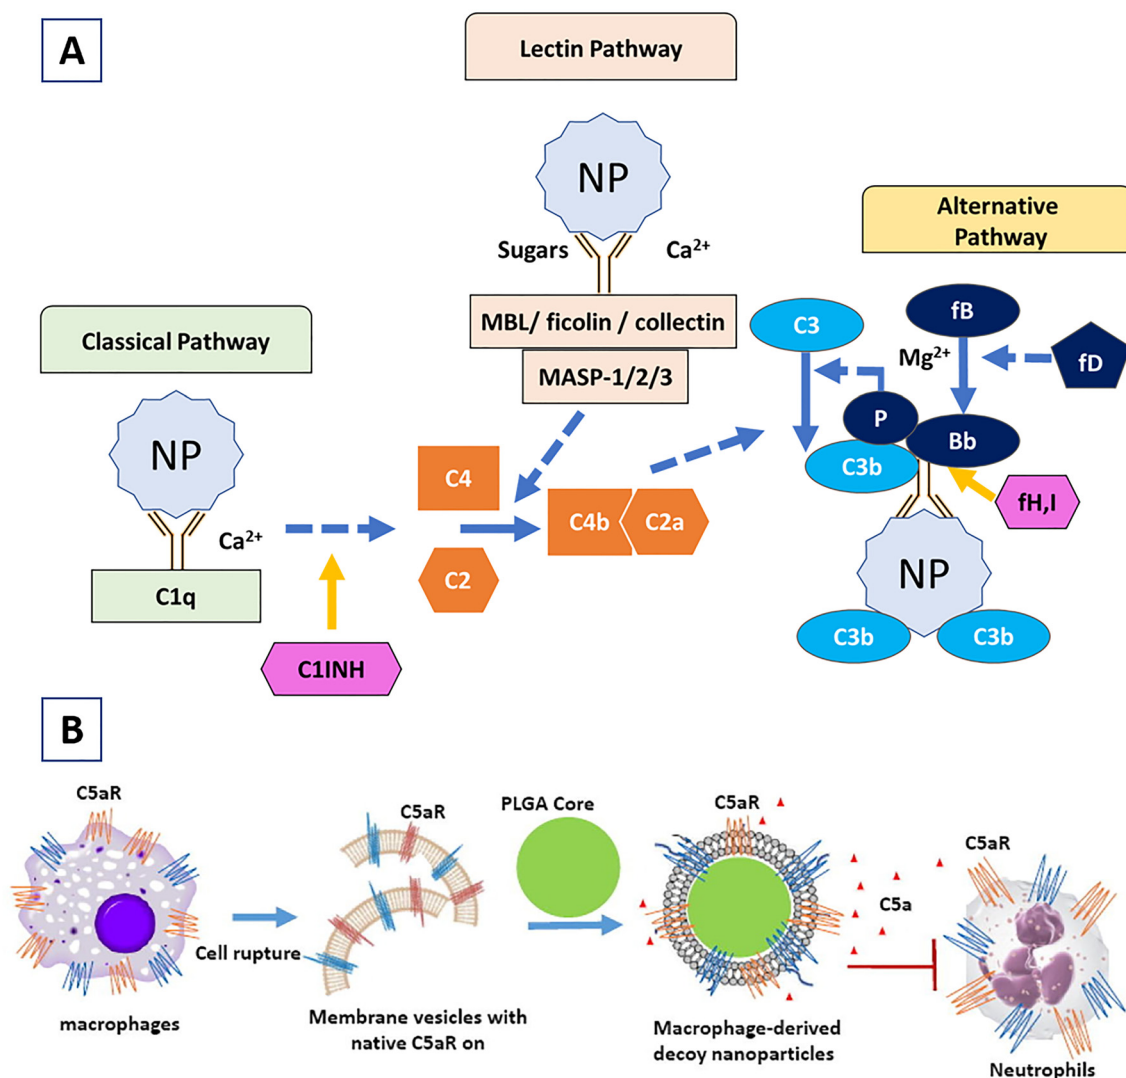 A
Lectin Pathway
NP
Sugars
Ca²⁺
MBL/ ficolin / collectin
MASP-1/2/3
Alternative
Pathway
C3
fB
Mg²⁺
fD
P
Bb
C3b
fH,I
NP
C3b
C3b
Classical Pathway
NP
Ca²⁺
C1q
C1INH
C4
C2
C4b
C2a
B
C5aR
macrophages
Cell rupture
C5aR
Membrane vesicles with
native C5aR on
PLGA Core
C5aR
Macrophage-derived
decoy nanoparticles
C5a
C5aR
Neutrophils